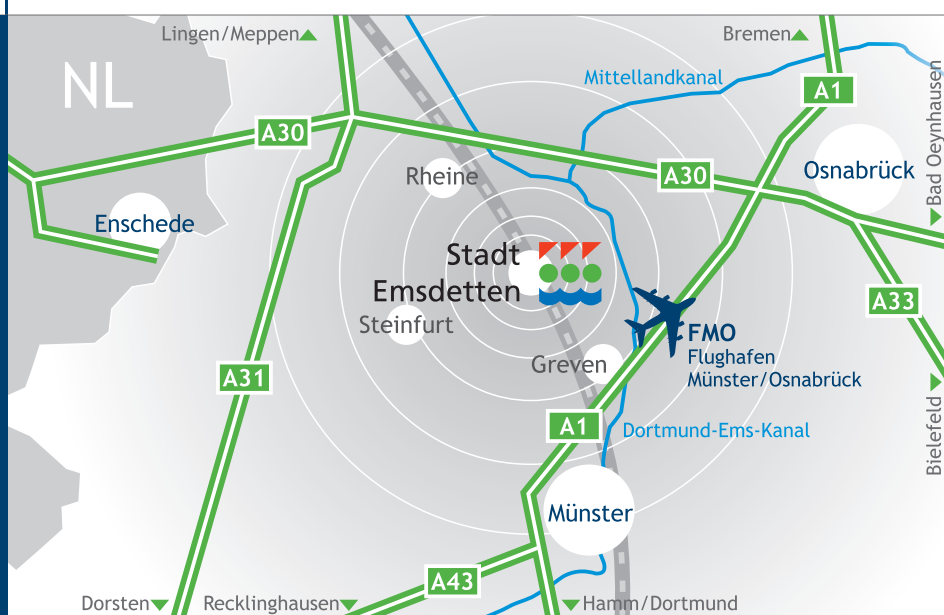 Lingen/Meppen
Bremen
NL
Mittellandkanal
A1
Bad Oeynhausen
A30
Osnabrück
Rheine
A30
Enschede
Stadt
Emsdetten
A33
Steinfurt
FMO
Flughafen
Münster/Osnabrück
Greven
A31
A1
Dortmund-Ems-Kanal
Bielefeld
Münster
A43
Dorsten
Recklinghausen
Hamm/Dortmund